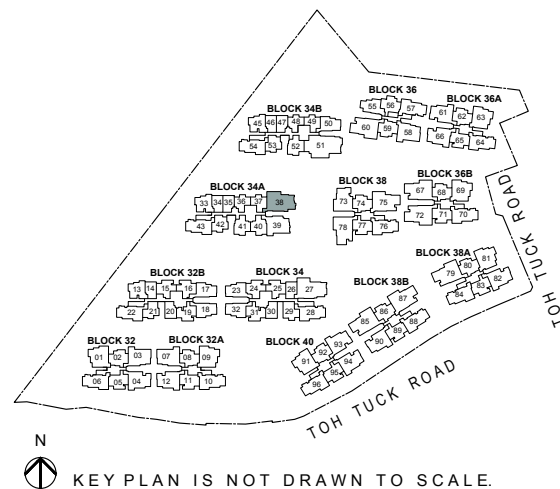 BLOCK 36
BLOCK 36A
55 56 57
61 62 63
60 59 58
66 65 64
BLOCK 34B
45 46 47 48 49 50
54 53 52 51
BLOCK 34A
33 34 35 36 37 38
43 42 41 40 39
BLOCK 38
73 74 75
78 77 76
BLOCK 36B
67 68 69
72 71 70
TOH TUCK ROAD
BLOCK 38A
79 80 81
84 83 82
BLOCK 32B
13 14 15 16 17
22 21 20 19 18
BLOCK 34
23 24 25 26 27
32 31 30 29 28
BLOCK 38B
85 86 87
90 89 88
BLOCK 32
01 02 03
06 05 04
BLOCK 32A
07 08 09
12 11 10
BLOCK 40
91 92 93
96 95 94
TOH TUCK ROAD
N
KEY PLAN IS NOT DRAWN TO SCALE.